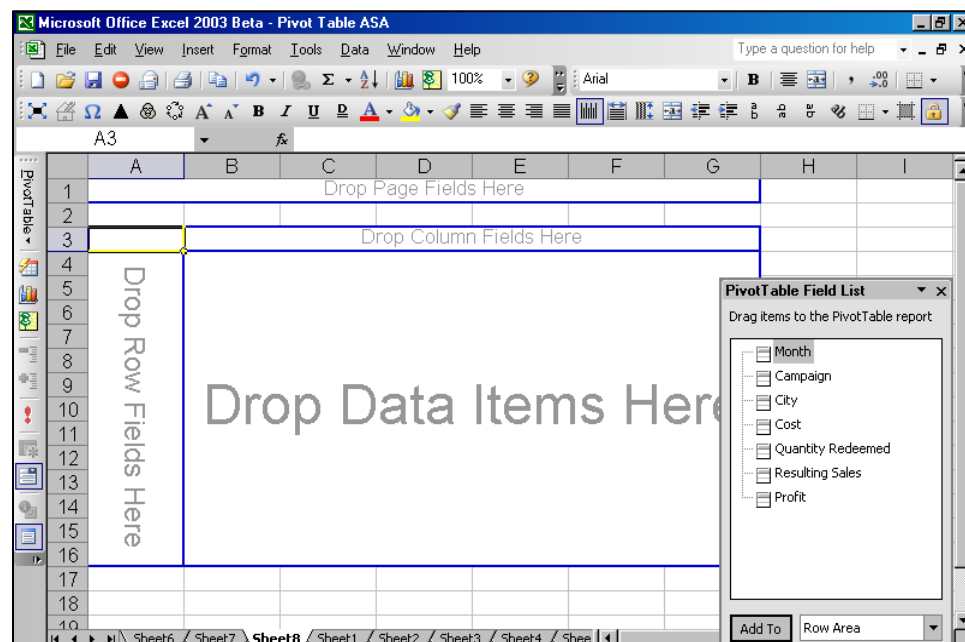 Microsoft Office Excel 2003 Beta - Pivot Table ASA
File Edit View Insert Format Tools Data Window Help Type a question for help
100% Arial B
B I U D A
A3 fx
PivotTable
A B C D E F G H I
1 Drop Page Fields Here
2
3 Drop Column Fields Here
4
5
6
7
8
9
10
11
12
13
14
15
16
17
18
19
Drop Row Fields Here
Drop Data Items Here
PivotTable Field List
Drag items to the PivotTable report
Month
Campaign
City
Cost
Quantity Redeemed
Resulting Sales
Profit
Add To Row Area
Sheet6 Sheet7 Sheet8 Sheet1 Sheet2 Sheet3 Sheet4 Shee